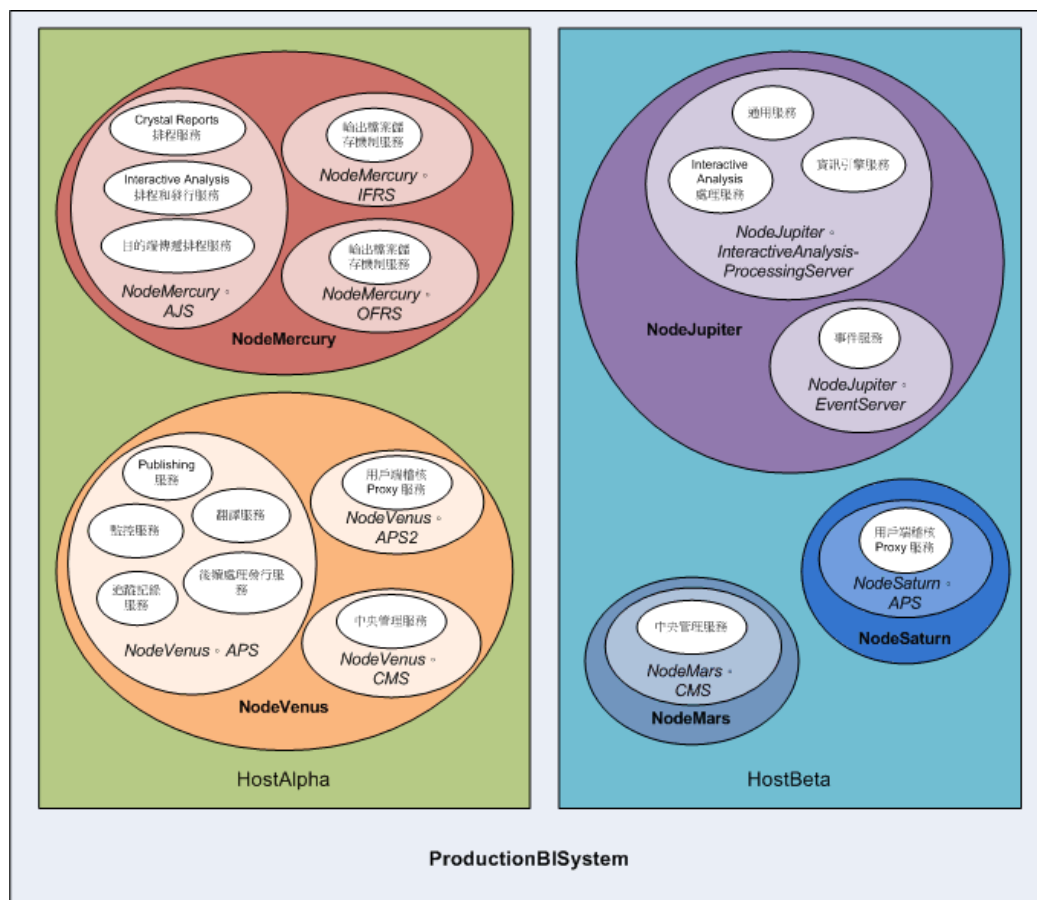 Crystal Reports
排程服務
Interactive Analysis
排程和發行服務
目的端傳遞排程服務
NodeMercury。
AJS
輸出檔案儲
存機制服務
NodeMercury。
IFRS
輸出檔案儲
存機制服務
NodeMercury。
OFRS
NodeMercury
Publishing
服務
監控服務
翻譯服務
追蹤記錄
服務
後續處理發行服
務
NodeVenus。APS
用戶端稽核
Proxy 服務
NodeVenus。
APS2
中央管理服務
NodeVenus。
CMS
NodeVenus
HostAlpha
通用服務
Interactive
Analysis
處理服務
資訊引擎服務
NodeJupiter。
InteractiveAnalysis-
ProcessingServer
NodeJupiter
事件服務
NodeJupiter。
EventServer
用戶端稽核
Proxy 服務
NodeSaturn。
APS
NodeSaturn
中央管理服務
NodeMars。
CMS
NodeMars
HostBeta
ProductionBISystem